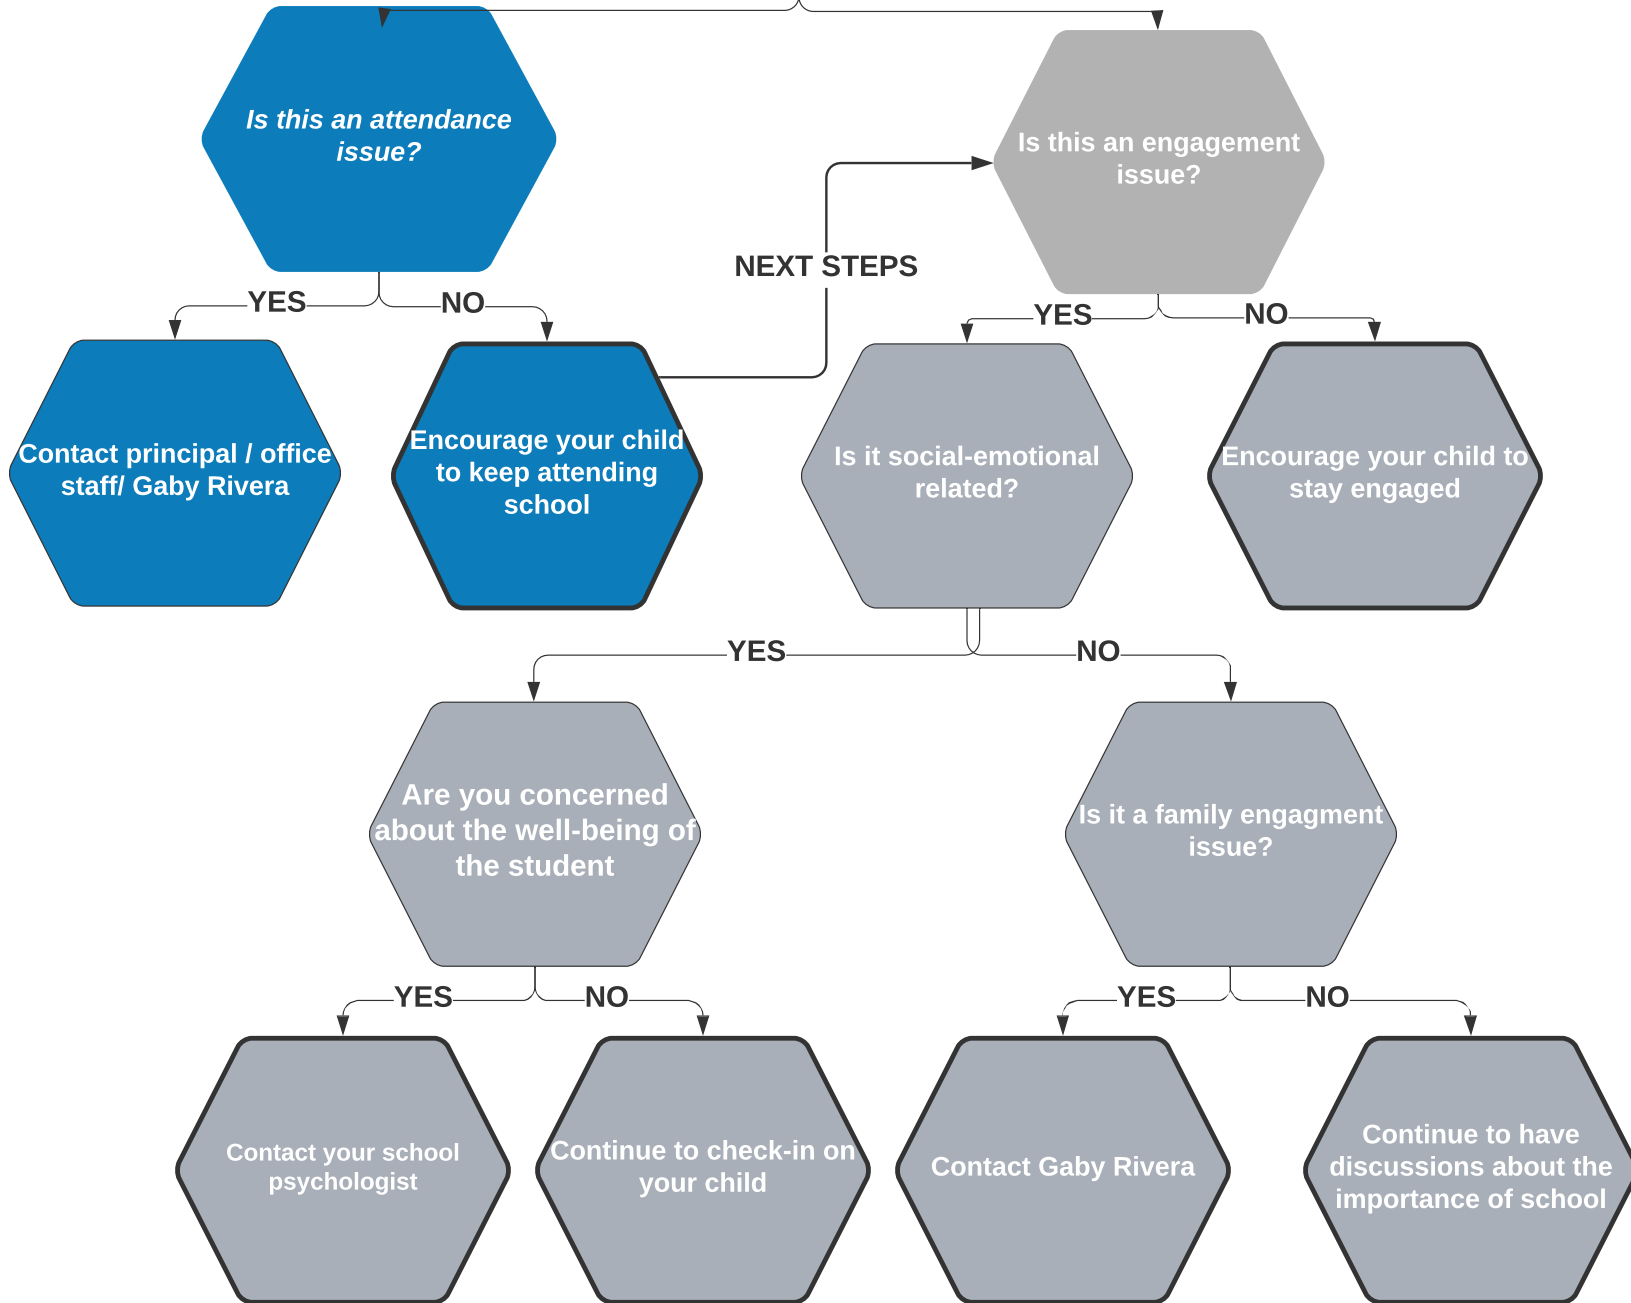 Is this an attendance
issue?
Is this an engagement
issue?
NEXT STEPS
YES
NO
YES
NO
Contact principal / office
staff/ Gaby Rivera
Encourage your child
to keep attending
school
Is it social-emotional
related?
Encourage your child to
stay engaged
YES
NO
Are you concerned
about the well-being of
the student
Is it a family engagment
issue?
YES
NO
YES
NO
Contact your school
psychologist
Continue to check-in on
your child
Contact Gaby Rivera
Continue to have
discussions about the
importance of school